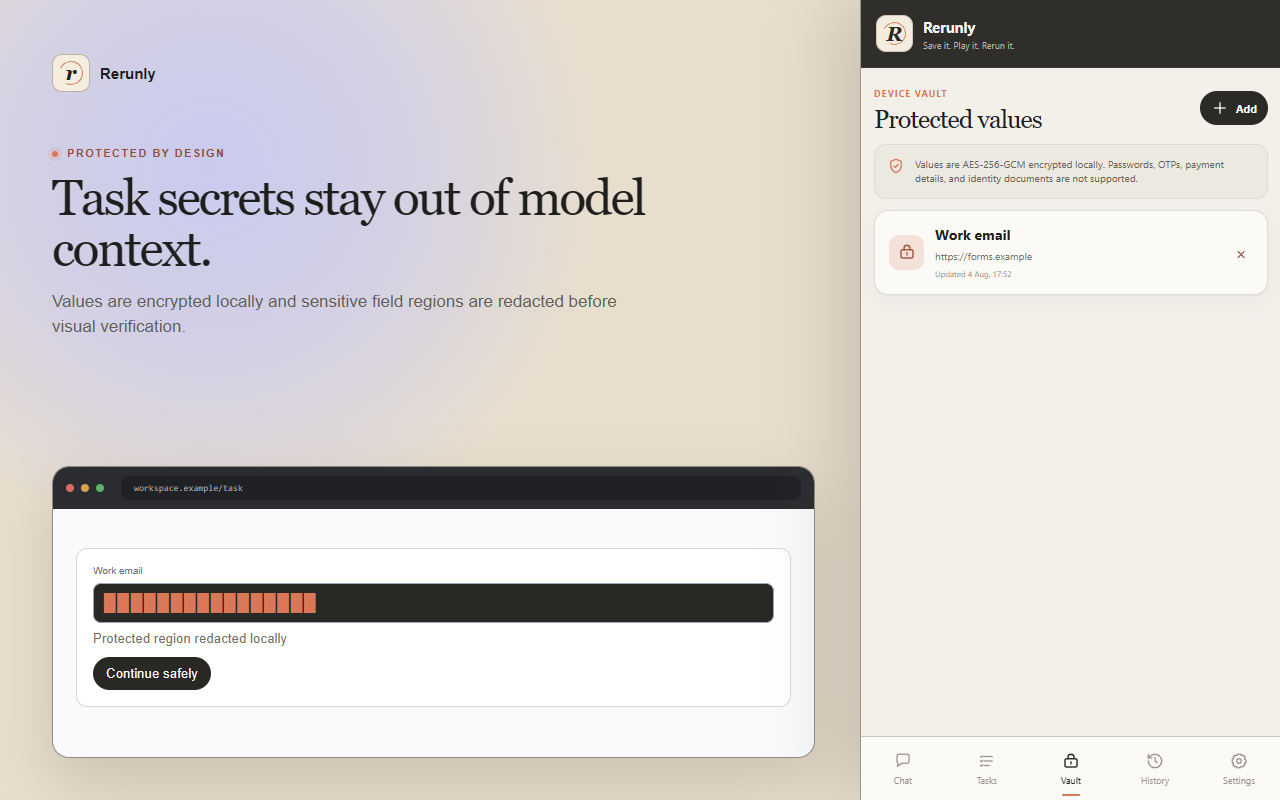 r
Rerunly
PROTECTED BY DESIGN
Task secrets stay out of model
context.
Values are encrypted locally and sensitive field regions are redacted before
visual verification.
workspace.example/task
Work email
Protected region redacted locally
Continue safely
R
Rerunly
Save it. Play it. Rerun it.
DEVICE VAULT
Protected values
Add
Values are AES-256-GCM encrypted locally. Passwords, OTPs, payment
details, and identity documents are not supported.
Work email
https://forms.example
Updated 4 Aug, 17:52
Chat
Tasks
Vault
History
Settings